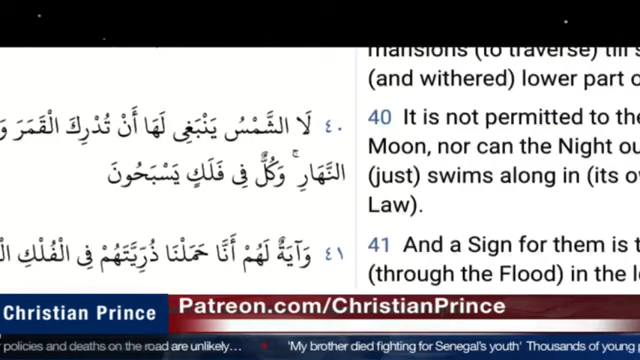 mansions (to traverse) till s
(and withered) lower part o
٤٠ لَا الشَّمْسُ يَنْبَغِى لَهَا أَنْ تُدْرِكَ الْقَمَرَ وَ
النَّهَارِ ۚ وَكُلٌّ فِى فَلَكٍ يَسْبَحُونَ
40 It is not permitted to the
Moon, nor can the Night ou
(just) swims along in (its o
Law).
٤١ وَآيَةٌ لَهُمْ أَنَّا حَمَلْنَا ذُرِّيَّتَهُمْ فِى الْفُلْكِ الْ
41 And a Sign for them is t
(through the Flood) in the l
Christian Prince
Patreon.com/ChristianPrince
policies and deaths on the road are unlikely... 'My brother died fighting for Senegal's youth' Thousands of young